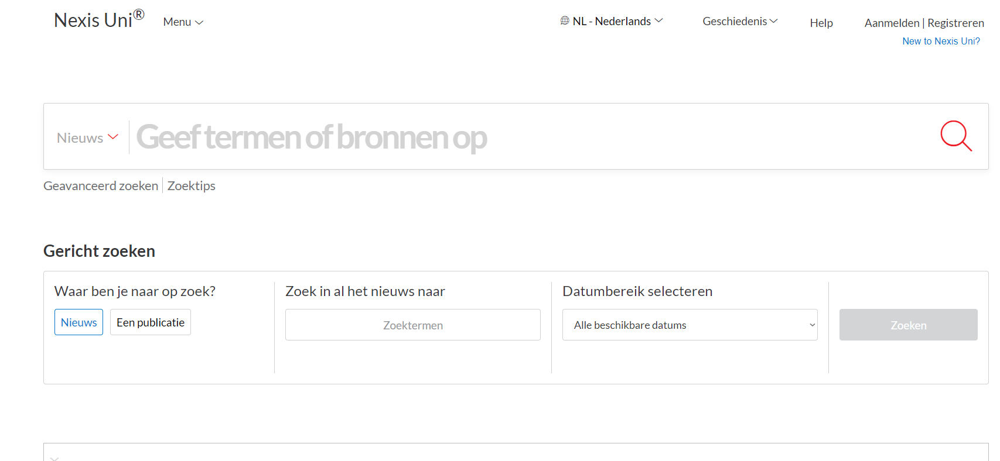 Nexis Uni®
Menu
NL - Nederlands
Geschiedenis
Help
Aanmelden | Registreren
New to Nexis Uni?
Nieuws
Geef termen of bronnen op
Geavanceerd zoeken
Zoektips
Gericht zoeken
Waar ben je naar op zoek?
Nieuws
Een publicatie
Zoek in al het nieuws naar
Zoektermen
Datumbereik selecteren
Alle beschikbare datums
Zoeken